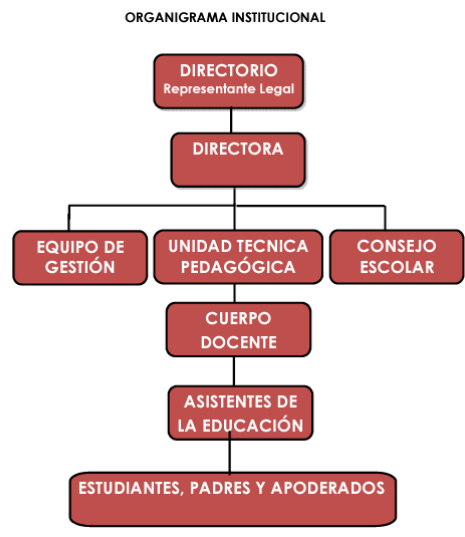 ORGANIGRAMA INSTITUCIONAL
DIRECTORIO
Representante Legal
DIRECTORA
EQUIPO DE
GESTIÓN
UNIDAD TECNICA
PEDAGÓGICA
CONSEJO
ESCOLAR
CUERPO
DOCENTE
ASISTENTES DE
LA EDUCACIÓN
ESTUDIANTES, PADRES Y APODERADOS